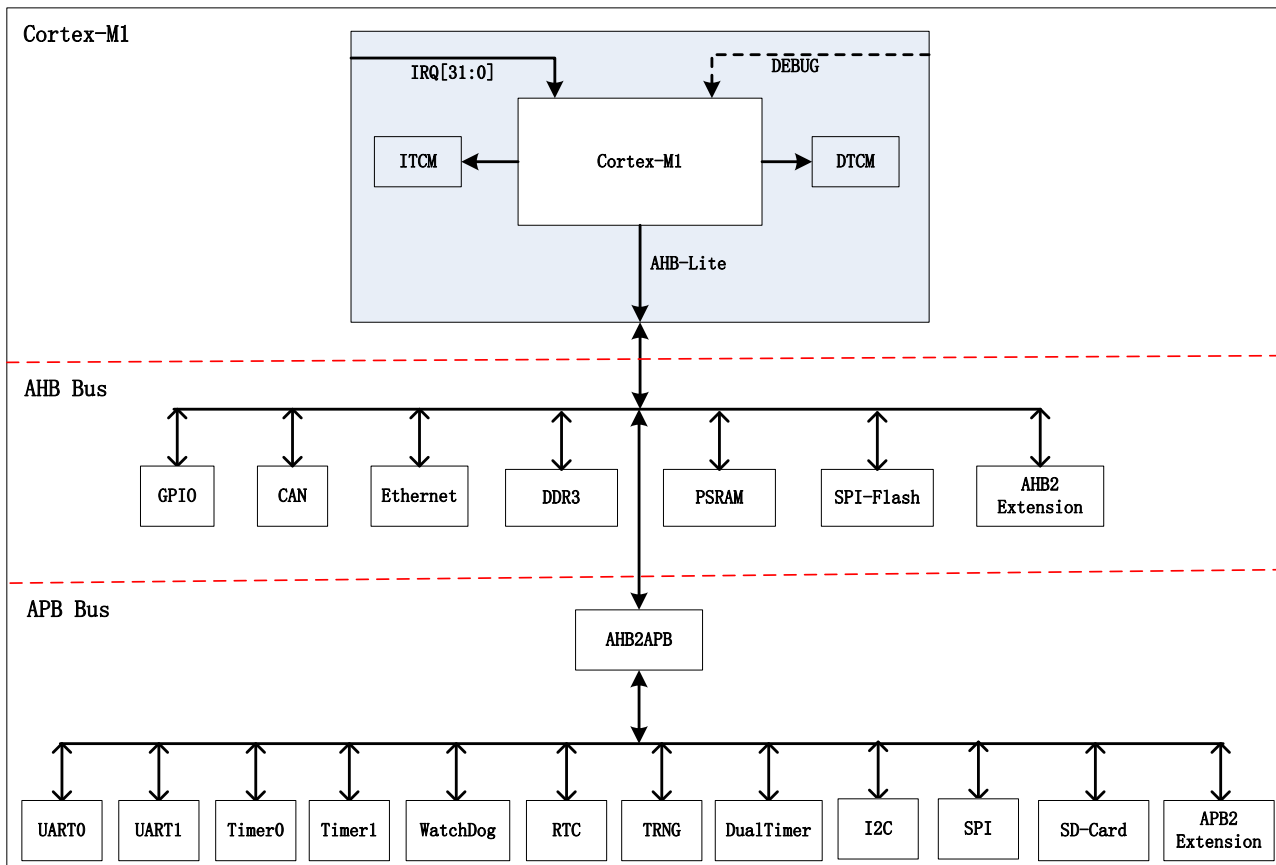 Cortex-M1
IRQ[31:0]
DEBUG
ITCM
Cortex-M1
DTCM
AHB-Lite
AHB Bus
GPIO
CAN
Ethernet
DDR3
PSRAM
SPI-Flash
AHB2
Extension
APB Bus
AHB2APB
UART0
UART1
Timer0
Timer1
WatchDog
RTC
TRNG
DualTimer
I2C
SPI
SD-Card
APB2
Extension